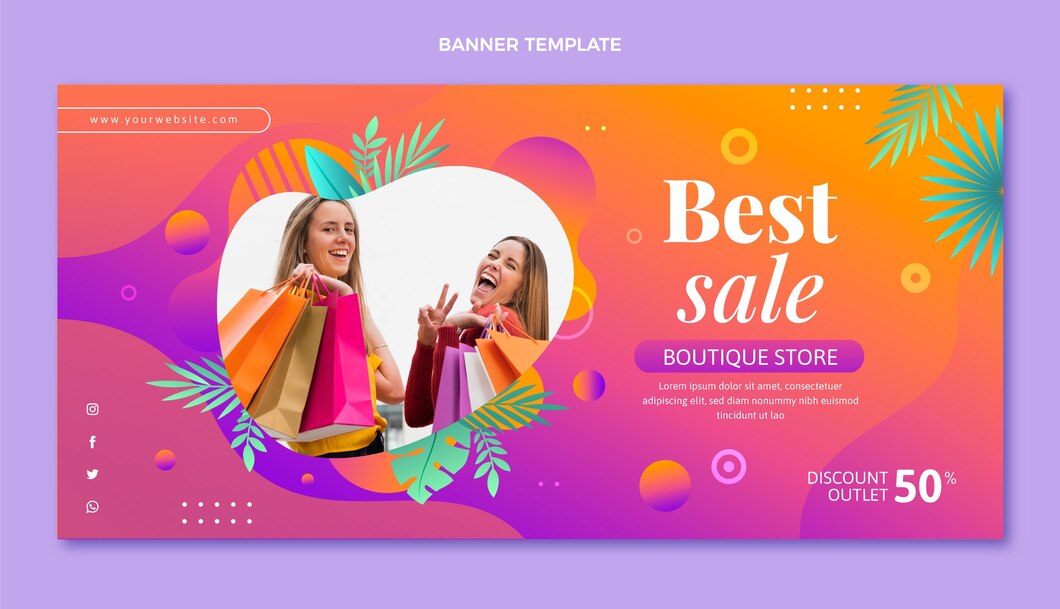 BANNER TEMPLATE
www.yourwebsite.com
Best
sale
BOUTIQUE STORE
Lorem ipsum dolor sit amet, consectetuer
adipiscing elit, sed diam nonummy nibh euismod
tincidunt ut lao
DISCOUNT
OUTLET
50%